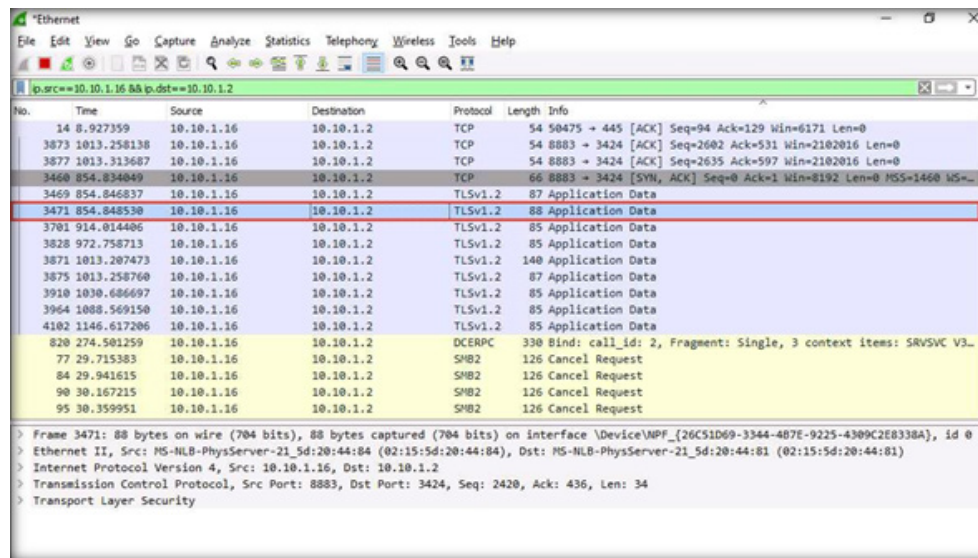 *Ethernet
File Edit View Go Capture Analyze Statistics Telephony Wireless Tools Help
ip.src==10.10.1.16 && ip.dst==10.10.1.2
No. Time Source Destination Protocol Length Info
14 8.927359 10.10.1.16 10.10.1.2 TCP 54 50475 → 445 [ACK] Seq=94 Ack=129 Win=6171 Len=0
3873 1013.258138 10.10.1.16 10.10.1.2 TCP 54 8883 → 3424 [ACK] Seq=2602 Ack=531 Win=2102016 Len=0
3877 1013.313687 10.10.1.16 10.10.1.2 TCP 54 8883 → 3424 [ACK] Seq=2635 Ack=597 Win=2102016 Len=0
3460 854.834049 10.10.1.16 10.10.1.2 TCP 66 8883 → 3424 [SYN, ACK] Seq=0 Ack=1 Win=8192 Len=0 MSS=1460 WS=…
3469 854.846837 10.10.1.16 10.10.1.2 TLSv1.2 87 Application Data
3471 854.848530 10.10.1.16 10.10.1.2 TLSv1.2 88 Application Data
3701 914.014406 10.10.1.16 10.10.1.2 TLSv1.2 85 Application Data
3828 972.758713 10.10.1.16 10.10.1.2 TLSv1.2 85 Application Data
3871 1013.207473 10.10.1.16 10.10.1.2 TLSv1.2 140 Application Data
3875 1013.258760 10.10.1.16 10.10.1.2 TLSv1.2 87 Application Data
3910 1030.686697 10.10.1.16 10.10.1.2 TLSv1.2 85 Application Data
3964 1088.569150 10.10.1.16 10.10.1.2 TLSv1.2 85 Application Data
4102 1146.617206 10.10.1.16 10.10.1.2 TLSv1.2 85 Application Data
820 274.501259 10.10.1.16 10.10.1.2 DCERPC 330 Bind: call_id: 2, Fragment: Single, 3 context items: SRVSVC V3…
77 29.715383 10.10.1.16 10.10.1.2 SMB2 126 Cancel Request
84 29.941615 10.10.1.16 10.10.1.2 SMB2 126 Cancel Request
90 30.167215 10.10.1.16 10.10.1.2 SMB2 126 Cancel Request
95 30.359951 10.10.1.16 10.10.1.2 SMB2 126 Cancel Request
> Frame 3471: 88 bytes on wire (704 bits), 88 bytes captured (704 bits) on interface \Device\NPF_{26C51D69-3344-4B7E-9225-4309C2E8338A}, id 0
> Ethernet II, Src: MS-NLB-PhysServer-21_5d:20:44:84 (02:15:5d:20:44:84), Dst: MS-NLB-PhysServer-21_5d:20:44:81 (02:15:5d:20:44:81)
> Internet Protocol Version 4, Src: 10.10.1.16, Dst: 10.10.1.2
> Transmission Control Protocol, Src Port: 8883, Dst Port: 3424, Seq: 2420, Ack: 436, Len: 34
> Transport Layer Security